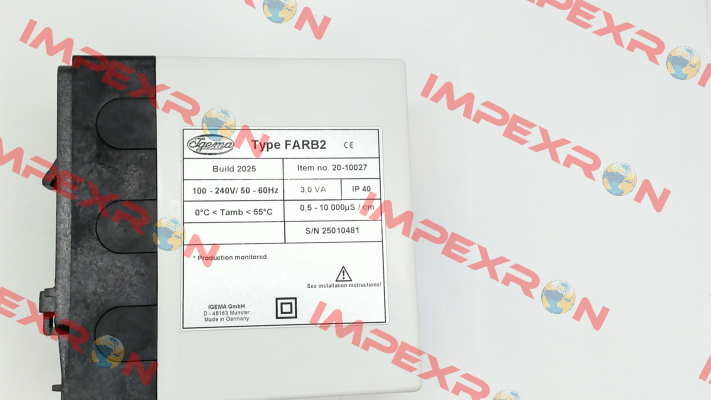 Igema Type FARB2 CE
Build 2025 Item no. 20-10027
100 - 240V/ 50 - 60Hz 3,0 VA IP 40
0°C < Tamb < 55°C 0,5 - 10.000µS / cm
S/N 25010481
* Production monitored
See installation instructions!
IGEMA GmbH
D - 48163 Münster
Made in Germany
IMPEXRON
IMPEXRON
IMPEXRON
IMPEXRON
IMPEXRON
IMPEXRON